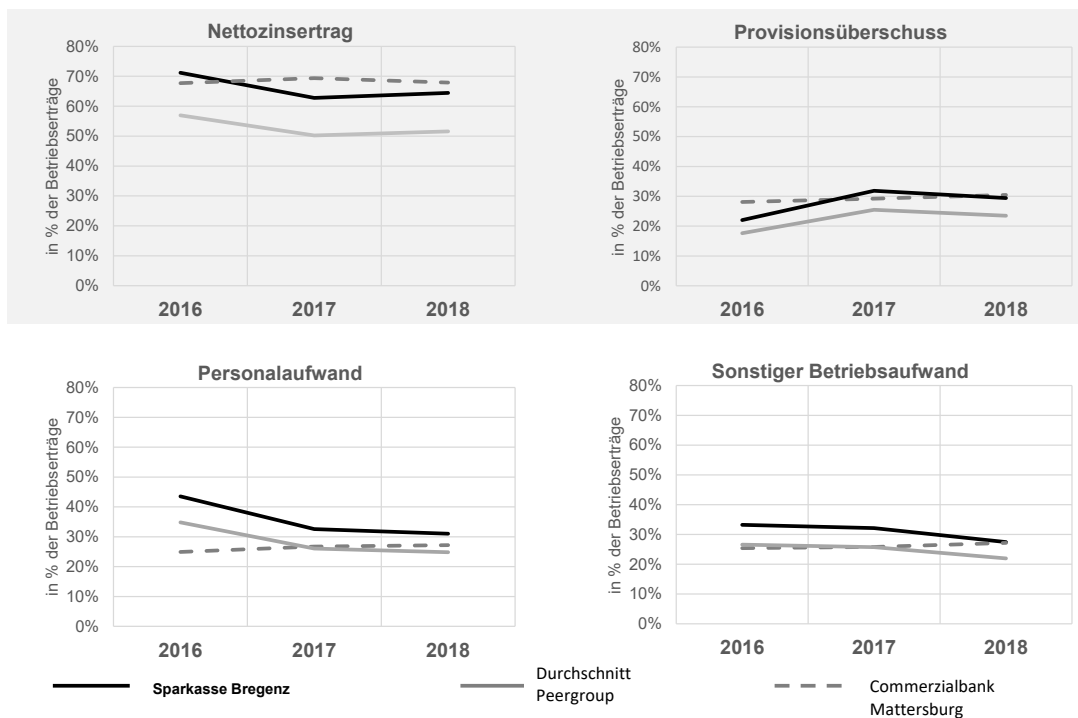 Nettozinsertrag
in % der Betriebserträge
80%
70%
60%
50%
40%
30%
20%
10%
0%
2016 2017 2018
Provisionsüberschuss
in % der Betriebserträge
80%
70%
60%
50%
40%
30%
20%
10%
0%
2016 2017 2018
Personalaufwand
in % der Betriebserträge
80%
70%
60%
50%
40%
30%
20%
10%
0%
2016 2017 2018
Sonstiger Betriebsaufwand
in % der Betriebserträge
80%
70%
60%
50%
40%
30%
20%
10%
0%
2016 2017 2018
Sparkasse Bregenz
Durchschnitt
Peergroup
Commerzialbank
Mattersburg